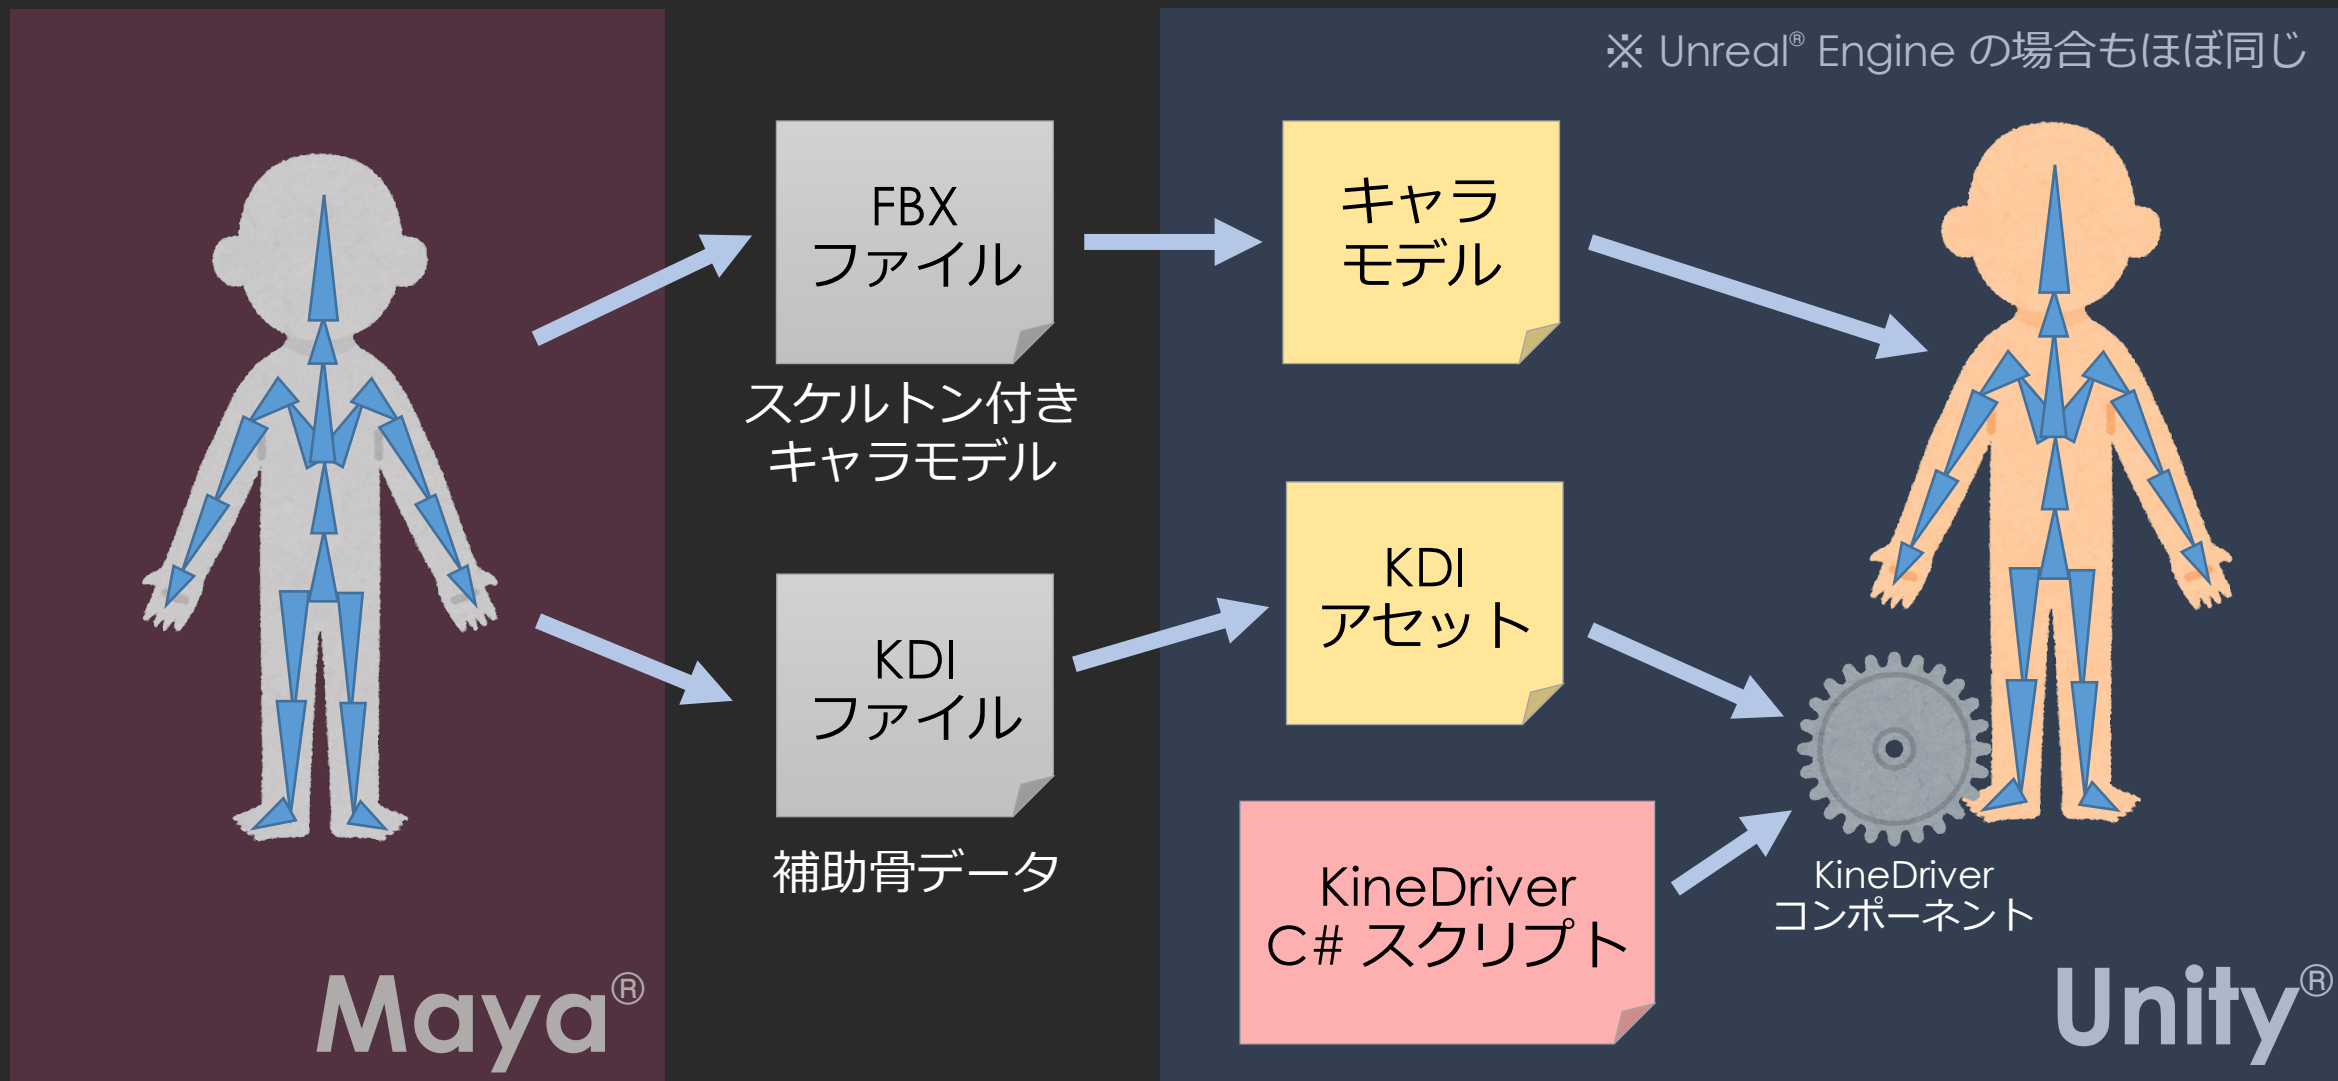 ※ Unreal® Engine の場合もほぼ同じ
FBX
ファイル
スケルトン付き
キャラモデル
キャラ
モデル
KDI
ファイル
補助骨データ
KDI
アセット
KineDriver
C# スクリプト
KineDriver
コンポーネント
Maya®
Unity®